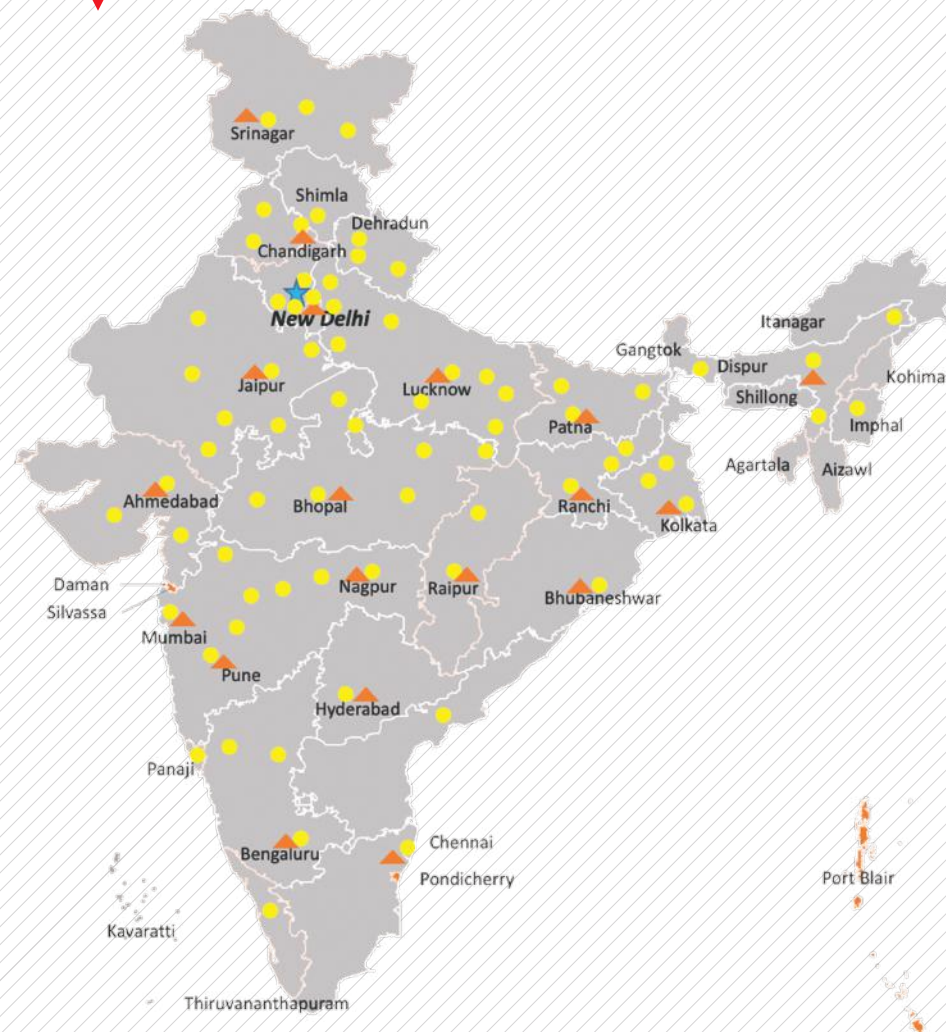 Srinagar
Shimla
Dehradun
Chandigarh
New Delhi
Itanagar
Gangtok
Dispur
Kohima
Jaipur
Lucknow
Shillong
Patna
Imphal
Agartala
Aizawl
Ahmedabad
Bhopal
Ranchi
Kolkata
Daman
Nagpur
Raipur
Bhubaneshwar
Silvassa
Mumbai
Pune
Hyderabad
Panaji
Chennai
Bengaluru
Pondicherry
Port Blair
Kavaratti
Thiruvananthapuram